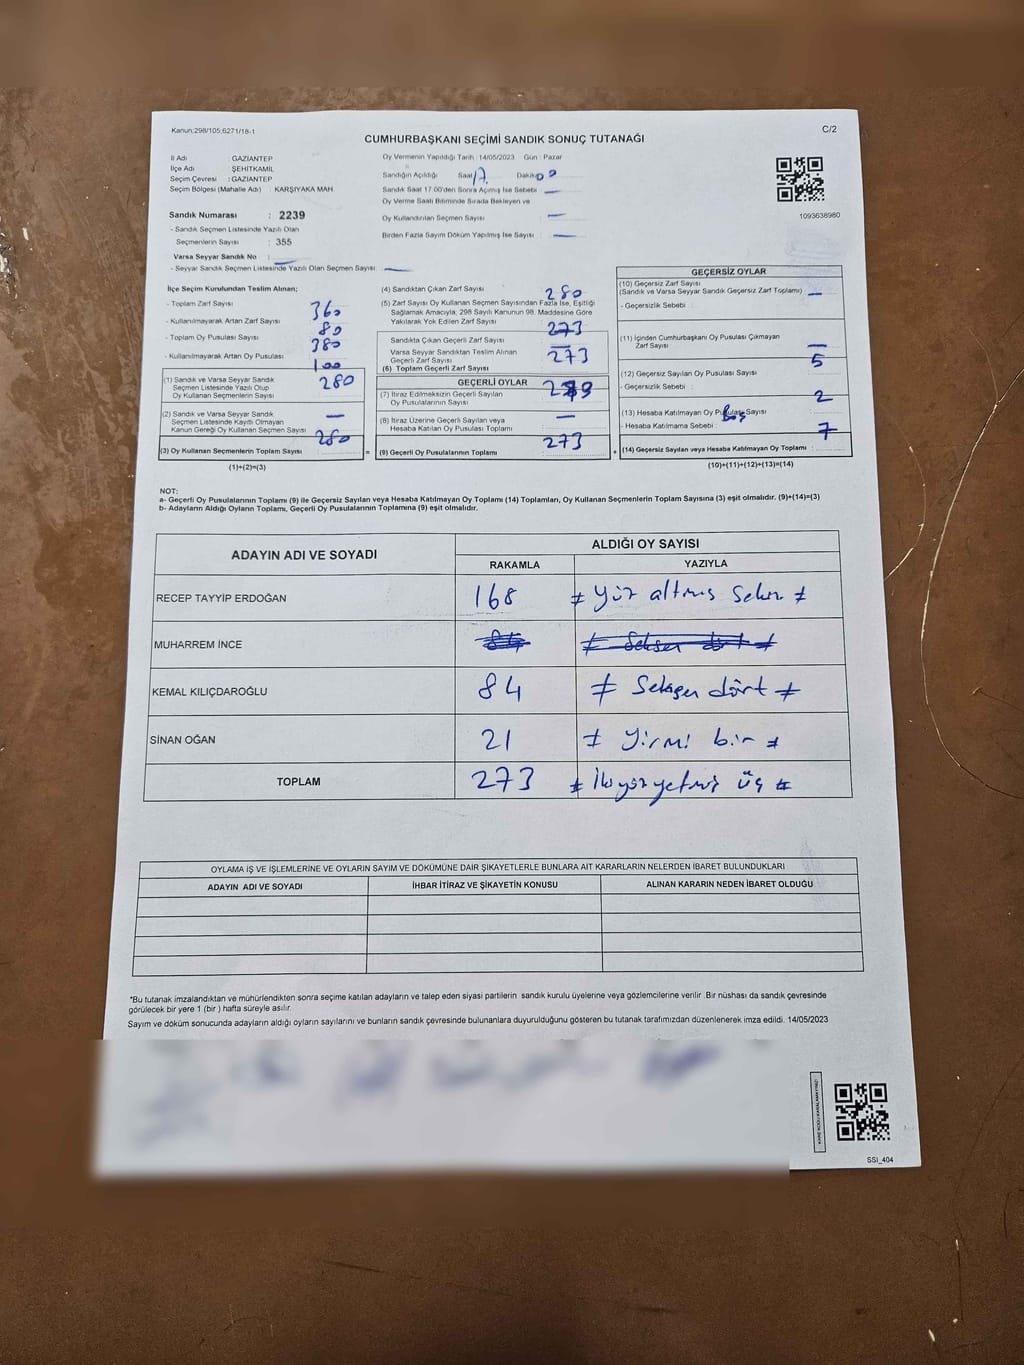 Kanun:298/105;6271/18-1
C/2
CUMHURBAŞKANI SEÇİMİ SANDIK SONUÇ TUTANAĞI
İl Adı : GAZIANTEP
İlçe Adı : ŞEHİTKAMİL
Seçim Çevresi : GAZIANTEP
Seçim Bölgesi (Mahalle Adı) : KARŞIYAKA MAH.
Sandık Numarası : 2239
- Sandık Seçmen Listesinde Yazılı Olan
Seçmenlerin Sayısı : 355
Varsa Seyyar Sandık No :
- Seyyar Sandık Seçmen Listesinde Yazılı Olan Seçmen Sayısı :
Oy Vermenin Yapıldığı Tarih : 14/05/2023 Gün : Pazar
Sandığın Açıldığı Saat 17 Dakika 00
Sandık Saat 17:00'den Sonra Açımış İse Sebebi
Oy Verme Saati Bitiminde Sırada Bekleyen ve
Oy Kullandırılan Seçmen Sayısı :
Birden Fazla Sayım Döküm Yapılmış İse Sayısı :
1093638980
İlçe Seçim Kurulundan Teslim Alınan;
- Toplam Zarf Sayısı : 360
- Kullanılmayarak Artan Zarf Sayısı : 80
- Toplam Oy Pusulası Sayısı : 380
- Kullanılmayarak Artan Oy Pusulası : 100
(1) Sandık ve Varsa Seyyar Sandık
Seçmen Listesinde Yazılı Olup
Oy Kullanan Seçmenlerin Sayısı 280
(2) Sandık ve Varsa Seyyar Sandık
Seçmen Listesinde Kayıtlı Olmayan
Kanun Gereği Oy Kullanan Seçmen Sayısı —
(3) Oy Kullanan Seçmenlerin Toplam Sayısı 280
(1)+(2)=(3)
(4) Sandıktan Çıkan Zarf Sayısı : 280
(5) Zarf Sayısı Oy Kullanan Seçmen Sayısından Fazla İse, Eşitliği
Sağlamak Amacıyla, 298 Sayılı Kanunun 98. Maddesine Göre
Yakılarak Yok Edilen Zarf Sayısı
Sandıkta Çıkan Geçerli Zarf Sayısı : 273
Varsa Seyyar Sandıktan Teslim Alınan
Geçerli Zarf Sayısı —
(6) Toplam Geçerli Zarf Sayısı 273
GEÇERLİ OYLAR
(7) İtiraz Edilmeksizin Geçerli Sayılan
Oy Pusulalarının Sayısı
(8) İtiraz Üzerine Geçerli Sayılan veya
Hesaba Katılan Oy Pusulası Toplamı —
(9) Geçerli Oy Pusulalarının Toplamı 273
GEÇERSİZ OYLAR
(10) Geçersiz Zarf Sayısı
(Sandık ve Varsa Seyyar Sandık Geçersiz Zarf Toplamı) : —
- Geçersizlik Sebebi :
(11) İçinden Cumhurbaşkanı Oy Pusulası Çıkmayan
Zarf Sayısı —
(12) Geçersiz Sayılan Oy Pusulası Sayısı 5
- Geçersizlik Sebebi :
(13) Hesaba Katılmayan Oy Pusulası Sayısı 2
- Hesaba Katılmama Sebebi : Boş
(14) Geçersiz Sayılan veya Hesaba Katılmayan Oy Toplamı 7
(10)+(11)+(12)+(13)=(14)
NOT:
a- Geçerli Oy Pusulalarının Toplamı (9) ile Geçersiz Sayılan veya Hesaba Katılmayan Oy Toplamı (14) Toplamları, Oy Kullanan Seçmenlerin Toplam Sayısına (3) eşit olmalıdır. (9)+(14)=(3)
b- Adayların Aldığı Oyların Toplamı, Geçerli Oy Pusulalarının Toplamına (9) eşit olmalıdır.
ADAYIN ADI VE SOYADI ALDIĞI OY SAYISI
RAKAMLA YAZIYLA
RECEP TAYYİP ERDOĞAN 168 ≠ Yüz altmış sekiz ≠
MUHARREM İNCE 84 ≠ Seksen dört ≠
KEMAL KILIÇDAROĞLU 84 ≠ Seksen dört ≠
SİNAN OĞAN 21 ≠ Yirmi bir ≠
TOPLAM 273 ≠ İkiyüzyetmiş üç ≠
OYLAMA İŞ VE İŞLEMLERİNE VE OYLARIN SAYIM VE DÖKÜMÜNE DAİR ŞİKAYETLERLE BUNLARA AİT KARARLARIN NELERDEN İBARET BULUNDUKLARI
ADAYIN ADI VE SOYADI İHBAR İTİRAZ VE ŞİKAYETİN KONUSU ALINAN KARARIN NEDEN İBARET OLDUĞU
*Bu tutanak imzalandıktan ve mühürlendikten sonra seçime katılan adayların ve talep eden siyasi partilerin sandık kurulu üyelerine veya gözlemcilerine verilir. Bir nüshası da sandık çevresinde
görülecek bir yere 1 (bir) hafta süreyle asılır.
Sayım ve döküm sonucunda adayların aldığı oyların sayılarını ve bunların sandık çevresinde bulunanlara duyurulduğunu gösteren bu tutanak tarafımızdan düzenlenerek imza edildi. 14/05/2023
SSI_404